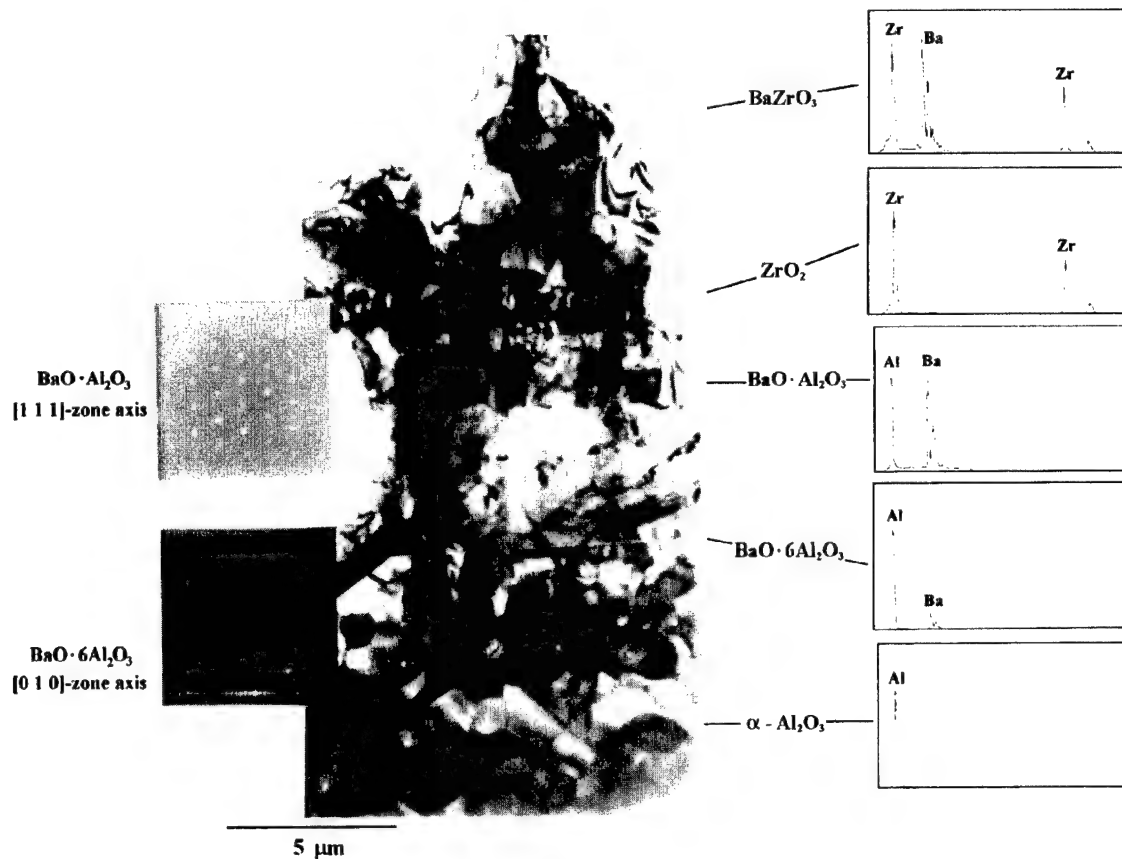 Zr
Ba
Zr
BaZrO₃
Zr
Zr
ZrO₂
BaO·Al₂O₃
[1 1 1]-zone axis
BaO·Al₂O₃
Al
Ba
BaO·6Al₂O₃
Al
Ba
BaO·6Al₂O₃
[0 1 0]-zone axis
α - Al₂O₃
Al
5 μm